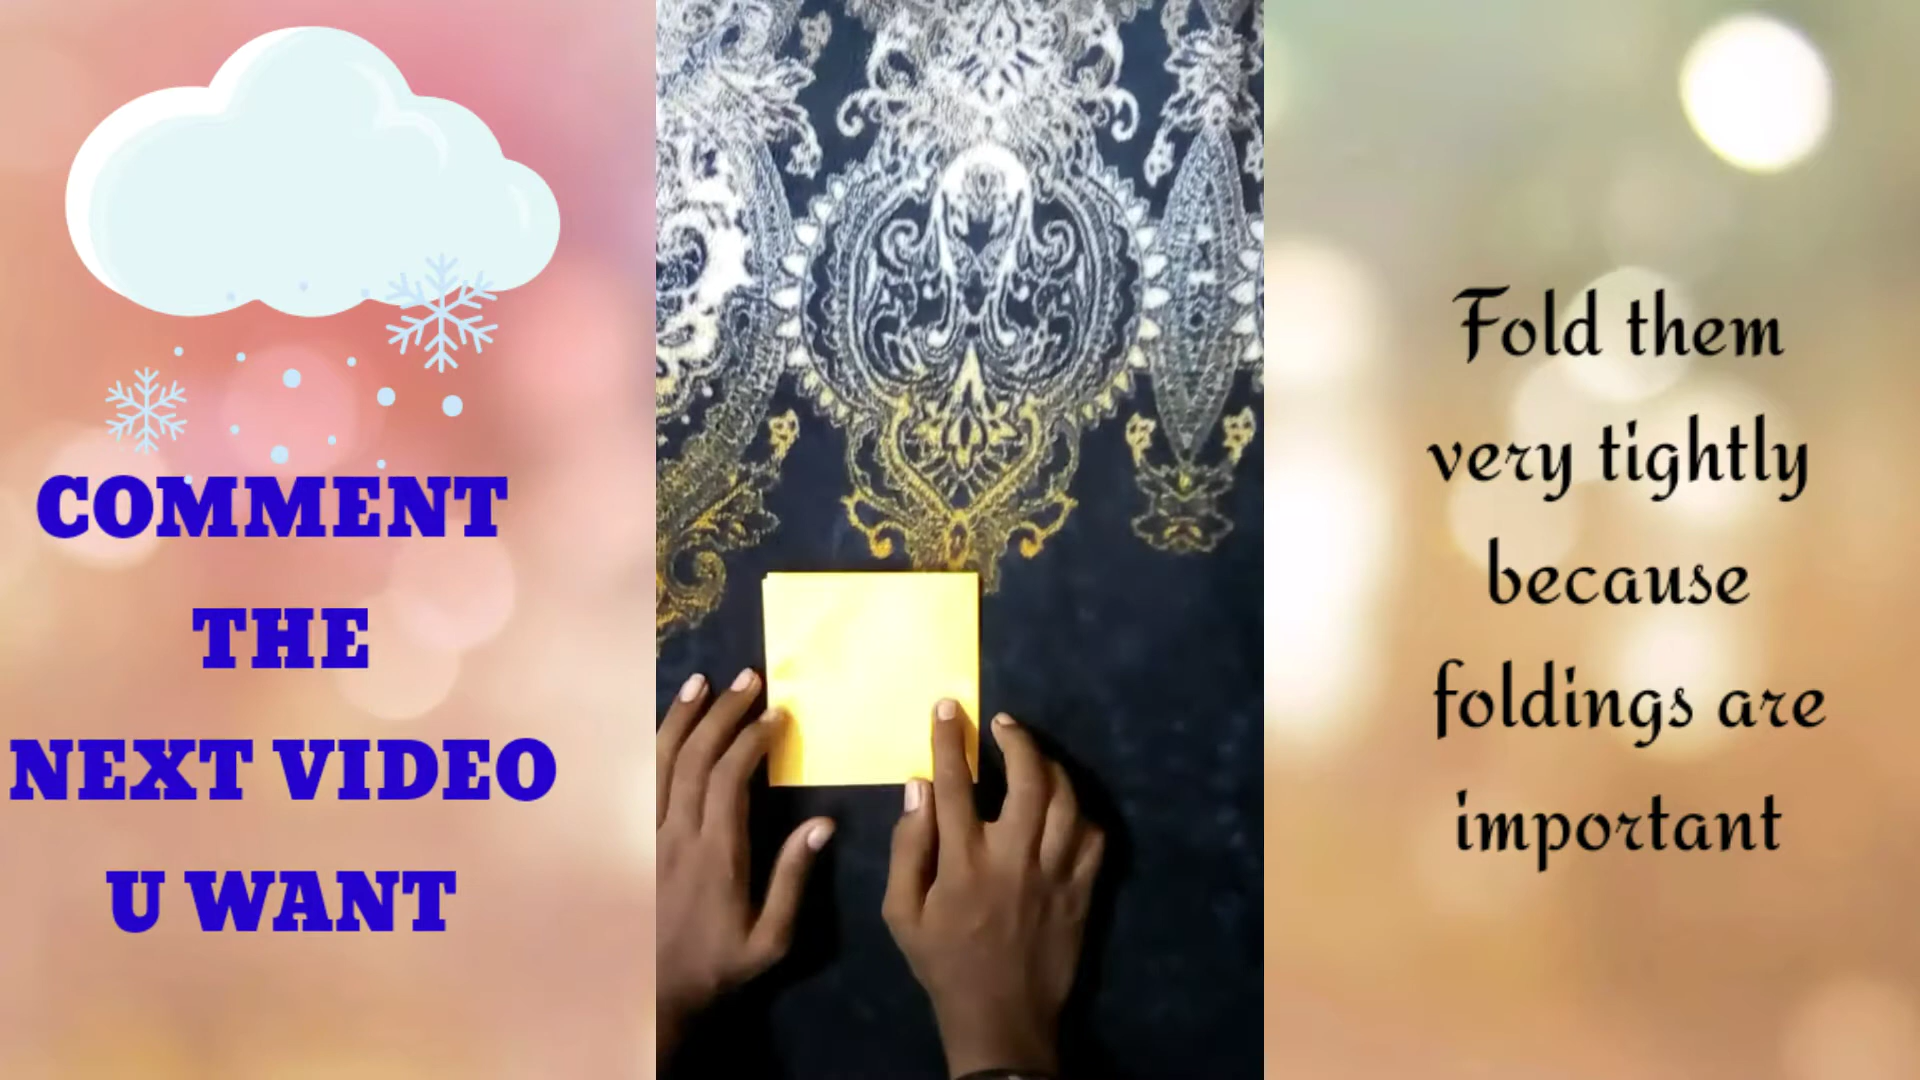 COMMENT
THE
NEXT VIDEO
U WANT
Fold them
very tightly
because
foldings are
important